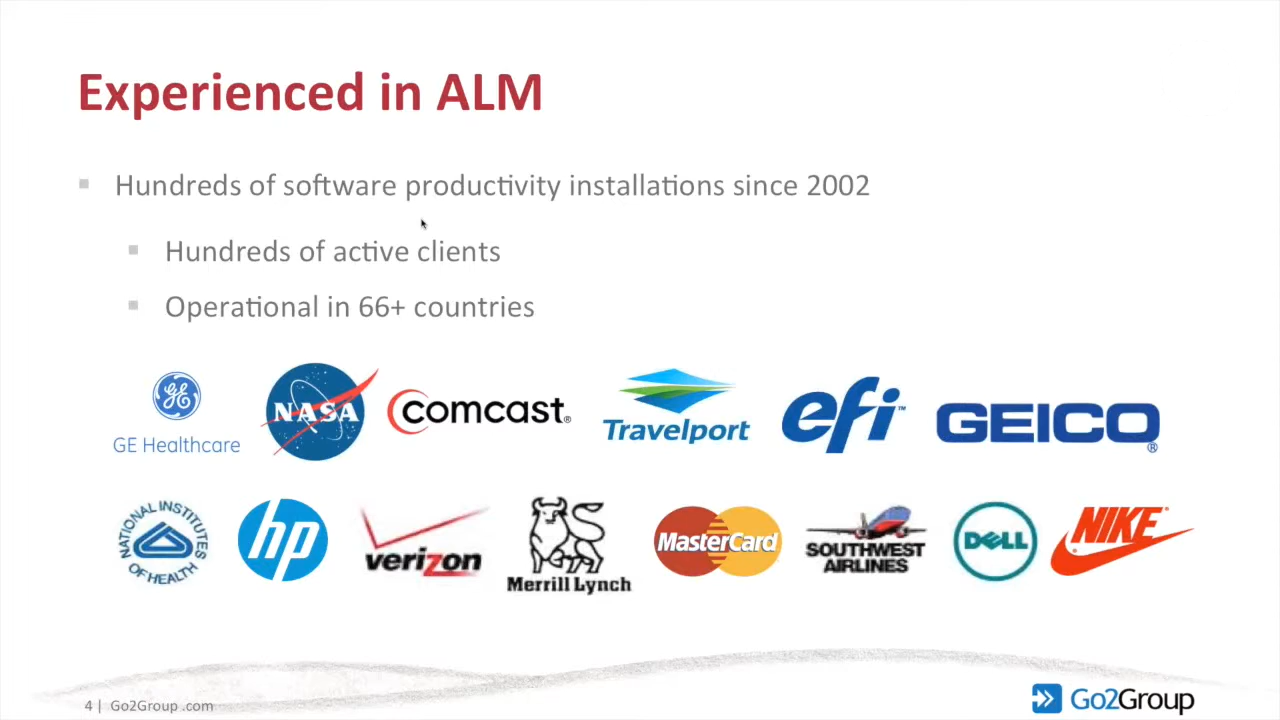 Experienced in ALM
Hundreds of software productivity installations since 2002
Hundreds of active clients
Operational in 66+ countries
GE
GE Healthcare
NASA
comcast®
Travelport
efi™
GEICO®
NATIONAL INSTITUTES
OF HEALTH
hp
verizon
Merrill Lynch
MasterCard
SOUTHWEST
AIRLINES
DELL
NIKE
4 | Go2Group .com
Go2Group